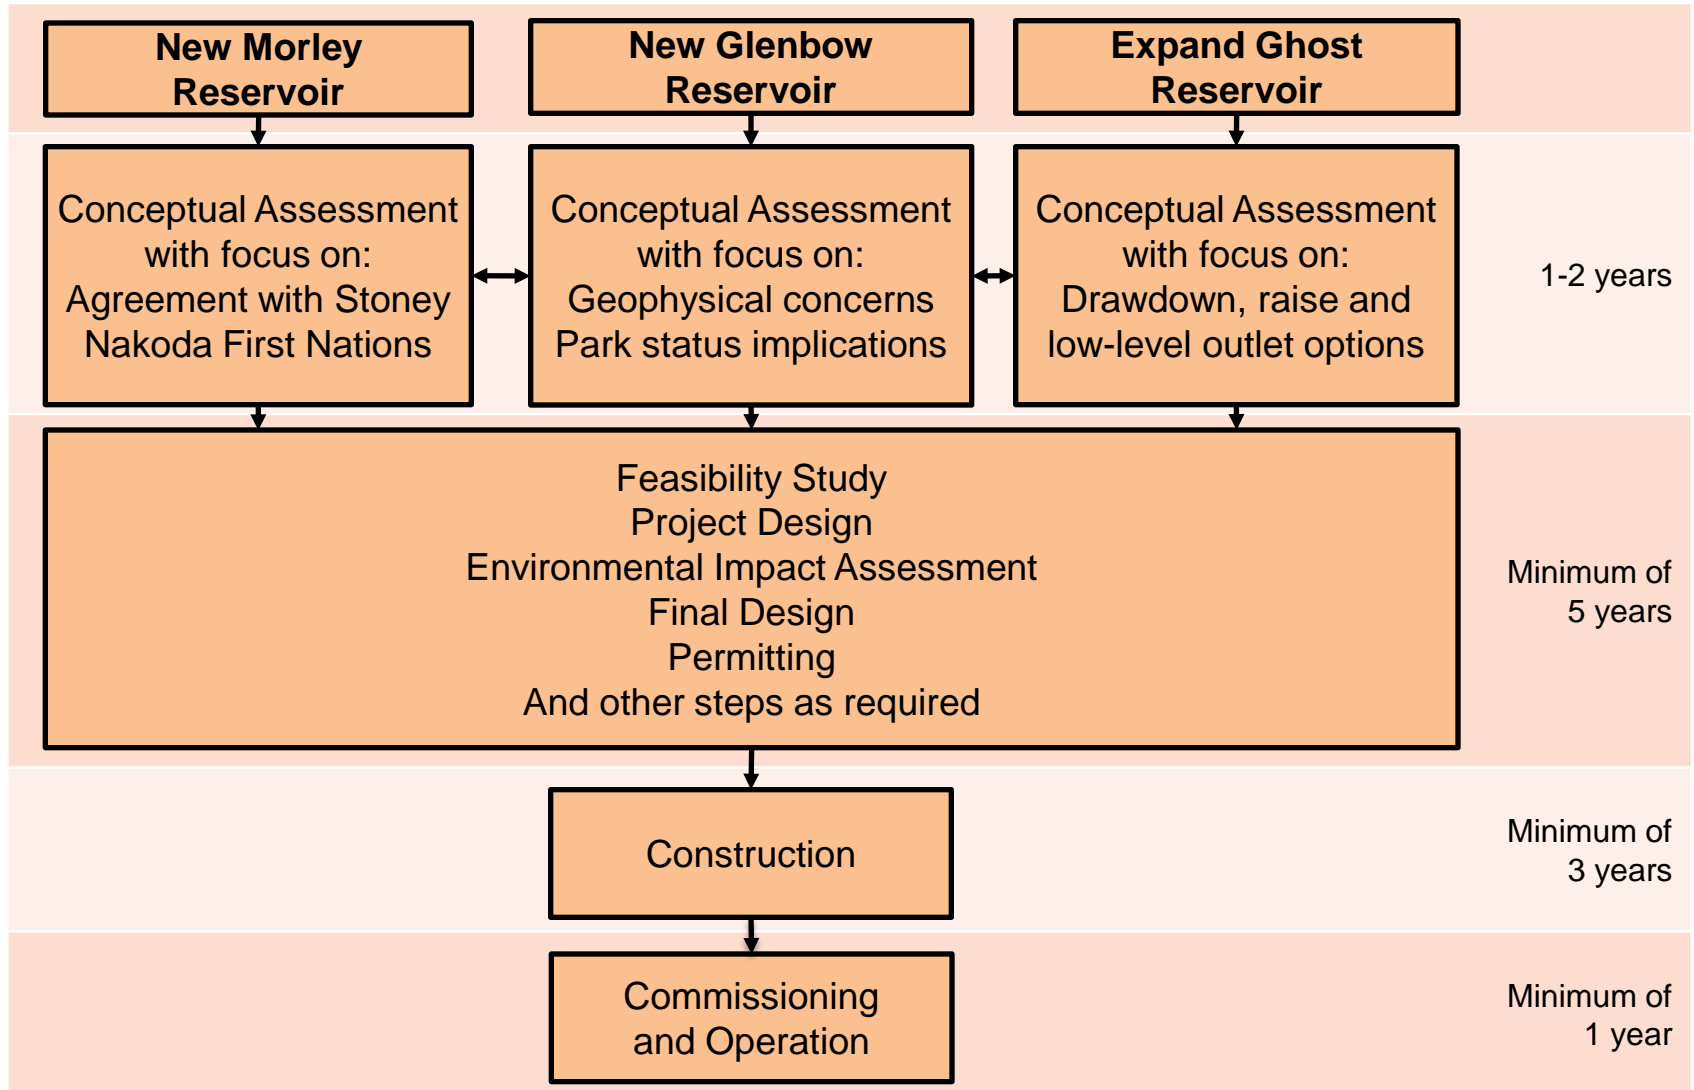 New Morley
Reservoir
New Glenbow
Reservoir
Expand Ghost
Reservoir
Conceptual Assessment
with focus on:
Agreement with Stoney
Nakoda First Nations
Conceptual Assessment
with focus on:
Geophysical concerns
Park status implications
Conceptual Assessment
with focus on:
Drawdown, raise and
low-level outlet options
1-2 years
Feasibility Study
Project Design
Environmental Impact Assessment
Final Design
Permitting
And other steps as required
Minimum of
5 years
Construction
Minimum of
3 years
Commissioning
and Operation
Minimum of
1 year